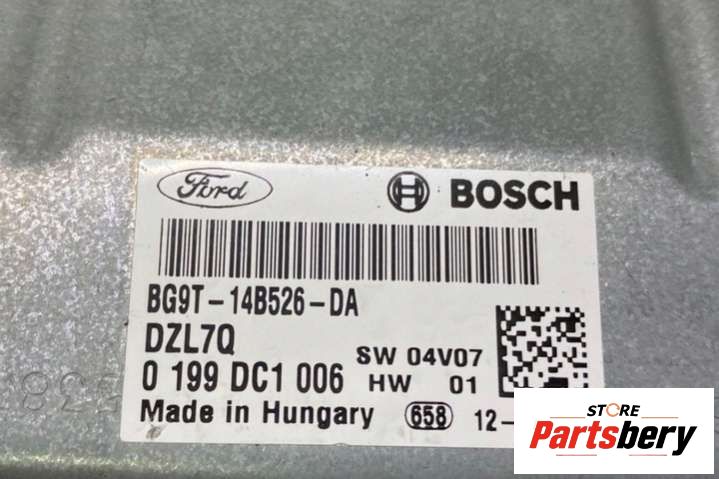 Ford BOSCH
BG9T-14B526-DA
DZL7Q
SW 04V07
0 199 DC1 006 HW 01
Made in Hungary 658 12-
STORE
Partsbery